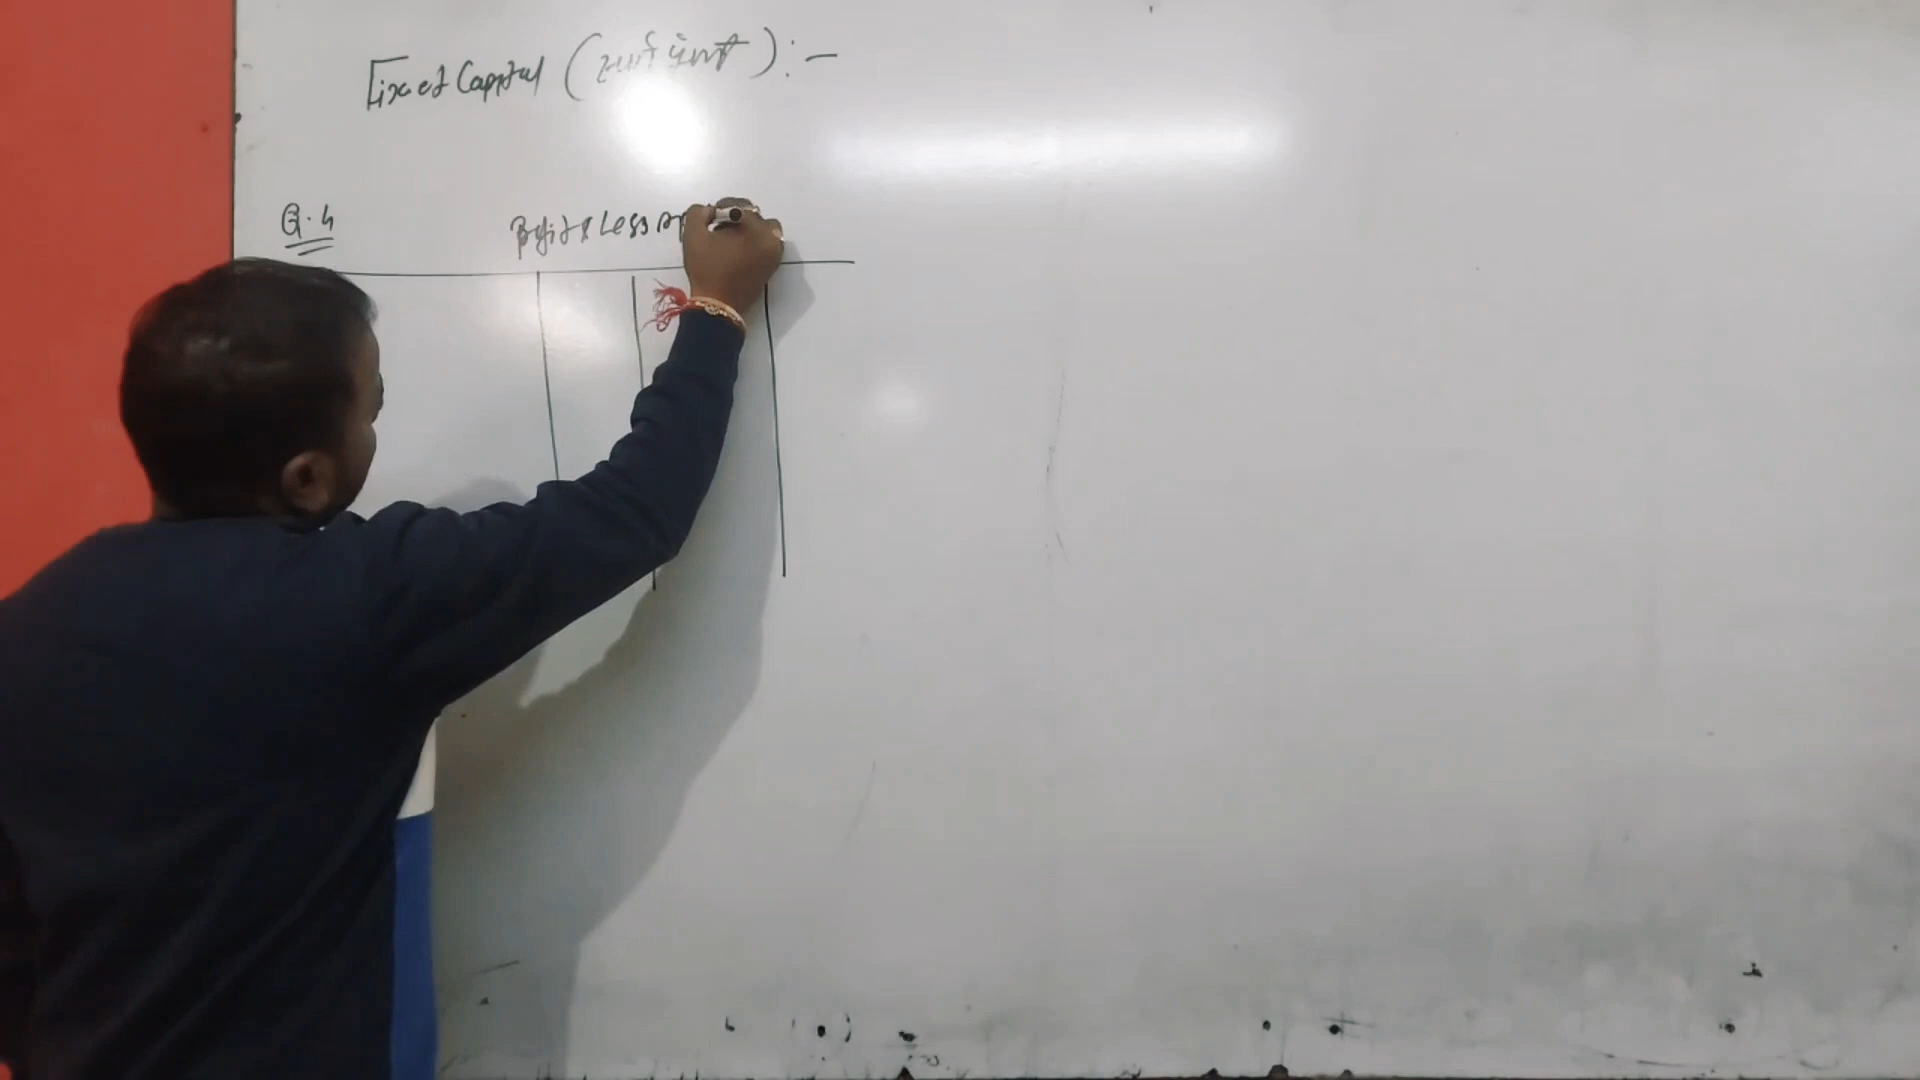 Fixed Capital (स्थाई पूंजी) : –
Q.4 Profit & Loss